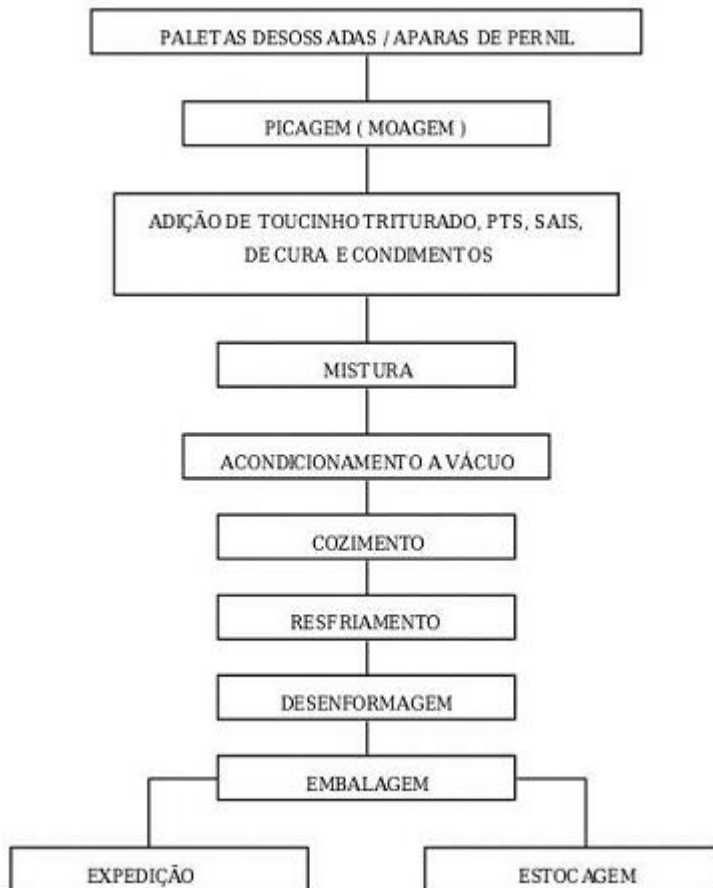 PALETAS DESOSSADAS / APARAS DE PERNIL
PICAGEM ( MOAGEM )
ADIÇÃO DE TOUCINHO TRITURADO, PTS, SAIS,
DE CURA E CONDIMENTOS
MISTURA
ACONDICIONAMENTO A VÁCUO
COZIMENTO
RESFRIAMENTO
DESENFORMAGEM
EMBALAGEM
EXPEDIÇÃO
ESTOCAGEM